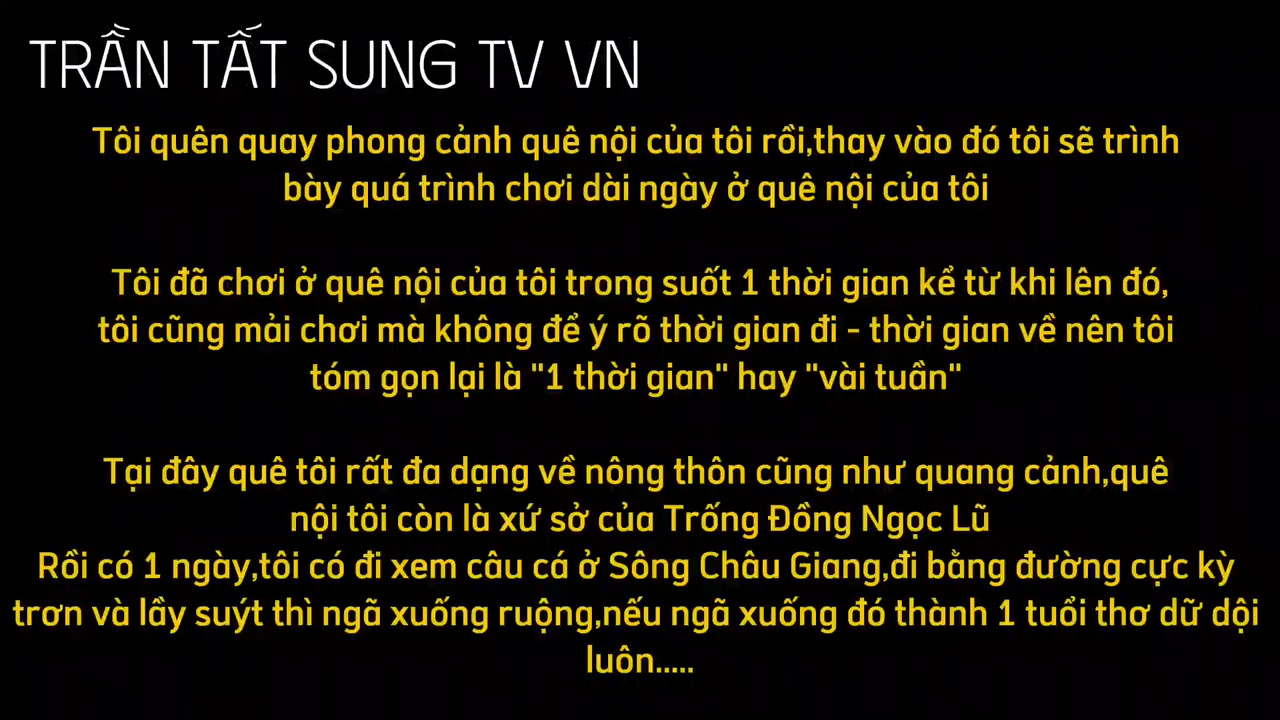 TRẦN TẤT SUNG TV VN
Tôi quên quay phong cảnh quê nội của tôi rồi,thay vào đó tôi sẽ trình
bày quá trình chơi dài ngày ở quê nội của tôi
Tôi đã chơi ở quê nội của tôi trong suốt 1 thời gian kể từ khi lên đó,
tôi cũng mải chơi mà không để ý rõ thời gian đi - thời gian về nên tôi
tóm gọn lại là "1 thời gian" hay "vài tuần"
Tại đây quê tôi rất đa dạng về nông thôn cũng như quang cảnh,quê
nội tôi còn là xứ sở của Trống Đồng Ngọc Lũ
Rồi có 1 ngày,tôi có đi xem câu cá ở Sông Châu Giang,đi bằng đường cực kỳ
trơn và lầy suýt thì ngã xuống ruộng,nếu ngã xuống đó thành 1 tuổi thơ dữ dội
luôn.....